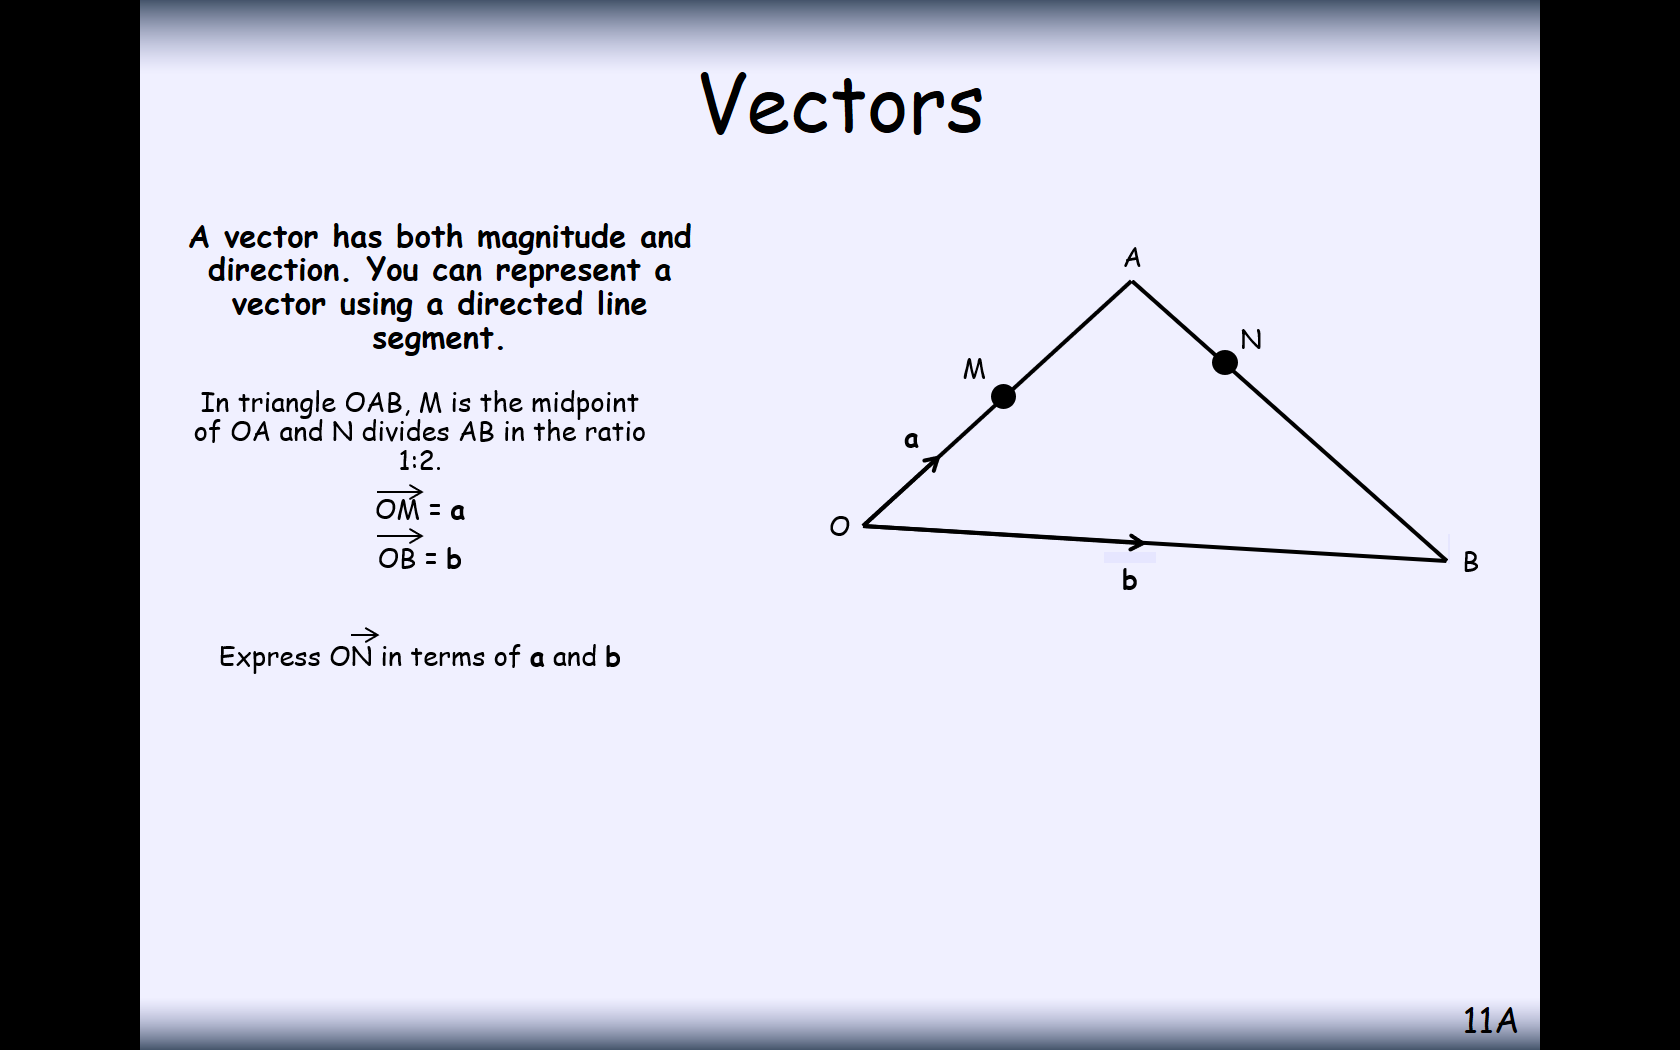 Vectors
A vector has both magnitude and
direction. You can represent a
vector using a directed line
segment.
In triangle OAB, M is the midpoint
of OA and N divides AB in the ratio
1:2.
OM = a
OB = b
Express ON in terms of a and b
A
N
M
a
O
B
b
11A